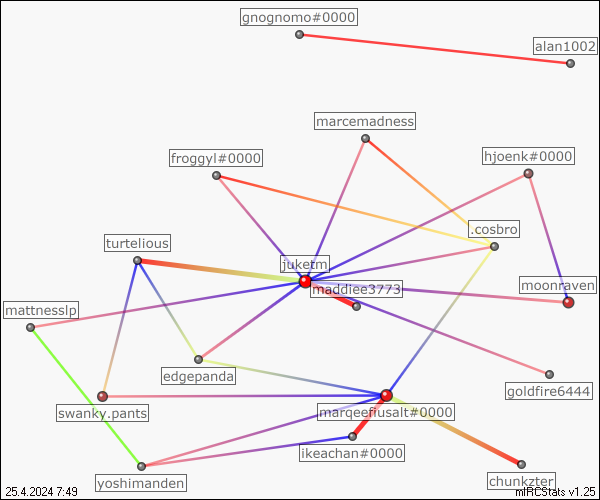 gnognomo#0000
alan1002
marcemadness
froggyl#0000
hjoenk#0000
.cosbro
turtelious
juketm
moonraven
maddiee3773
mattnesslp
edgepanda
goldfire6444
swanky.pants
marqeefiusalt#0000
ikeachan#0000
yoshimanden
chunkzter
25.4.2024 7:49
mIRCStats v1.25